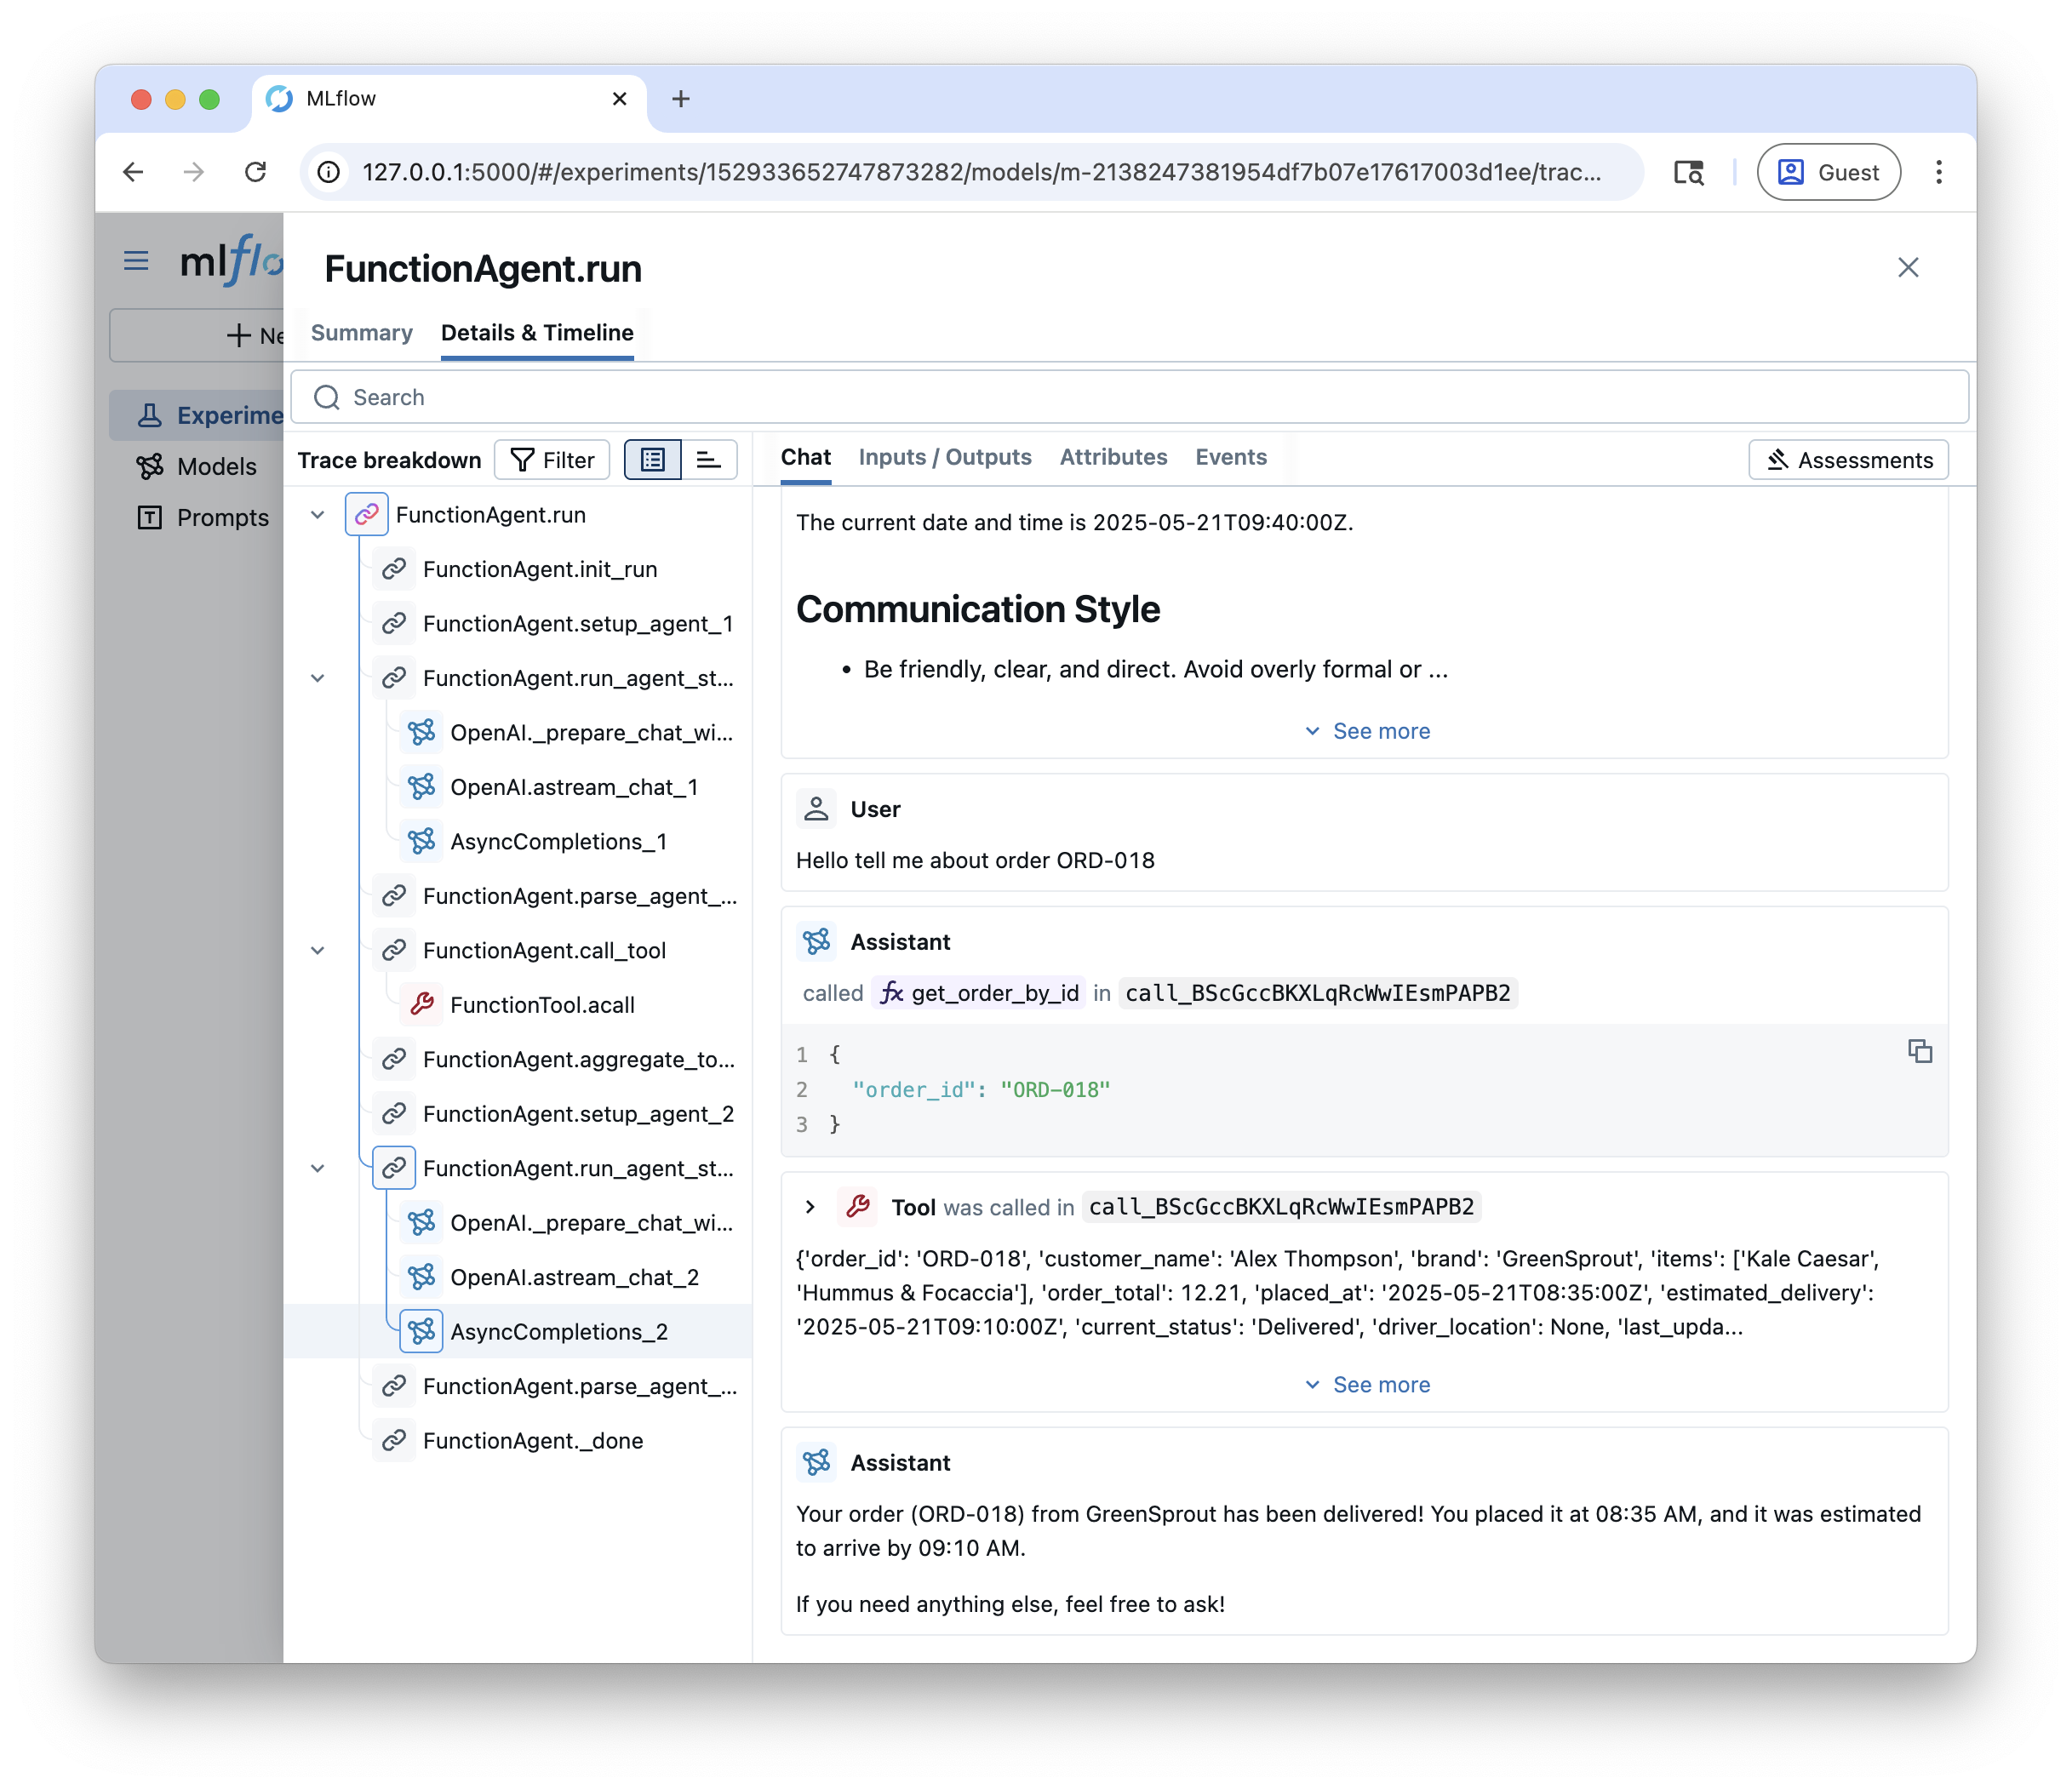 MLflow
127.0.0.1:5000/#/experiments/152933652747873282/models/m-2138247381954df7b07e17617003d1ee/trac...
Guest
mlflo
Ne
Experime
Models
Prompts
FunctionAgent.run
Summary
Details & Timeline
Search
Trace breakdown
Filter
FunctionAgent.run
FunctionAgent.init_run
FunctionAgent.setup_agent_1
FunctionAgent.run_agent_st...
OpenAI._prepare_chat_wi...
OpenAI.astream_chat_1
AsyncCompletions_1
FunctionAgent.parse_agent_...
FunctionAgent.call_tool
FunctionTool.acall
FunctionAgent.aggregate_to...
FunctionAgent.setup_agent_2
FunctionAgent.run_agent_st...
OpenAI._prepare_chat_wi...
OpenAI.astream_chat_2
AsyncCompletions_2
FunctionAgent.parse_agent_...
FunctionAgent._done
Chat
Inputs / Outputs
Attributes
Events
Assessments
The current date and time is 2025-05-21T09:40:00Z.
Communication Style
• Be friendly, clear, and direct. Avoid overly formal or ...
See more
User
Hello tell me about order ORD-018
Assistant
called fx get_order_by_id in call_BScGccBKXLqRcWwIEsmPAPB2
1 {
2 "order_id": "ORD-018"
3 }
Tool was called in call_BScGccBKXLqRcWwIEsmPAPB2
{'order_id': 'ORD-018', 'customer_name': 'Alex Thompson', 'brand': 'GreenSprout', 'items': ['Kale Caesar',
'Hummus & Focaccia'], 'order_total': 12.21, 'placed_at': '2025-05-21T08:35:00Z', 'estimated_delivery':
'2025-05-21T09:10:00Z', 'current_status': 'Delivered', 'driver_location': None, 'last_upda...
See more
Assistant
Your order (ORD-018) from GreenSprout has been delivered! You placed it at 08:35 AM, and it was estimated
to arrive by 09:10 AM.
If you need anything else, feel free to ask!